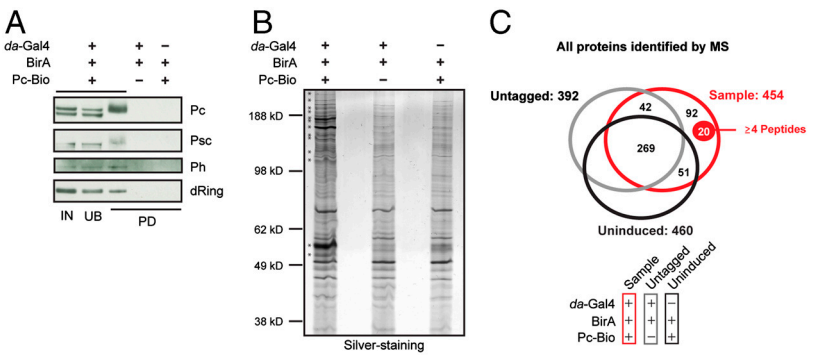 A
da-Gal4 + + −
BirA + + +
Pc-Bio + − +
Pc
Psc
Ph
dRing
IN UB PD
B
da-Gal4 + + −
BirA + + +
Pc-Bio + − +
188 kD
98 kD
62 kD
49 kD
38 kD
Silver-staining
C
All proteins identified by MS
Untagged: 392
Sample: 454
42
92
20
≥4 Peptides
269
51
Uninduced: 460
Sample Untagged Uninduced
da-Gal4 + + −
BirA + + +
Pc-Bio + − +